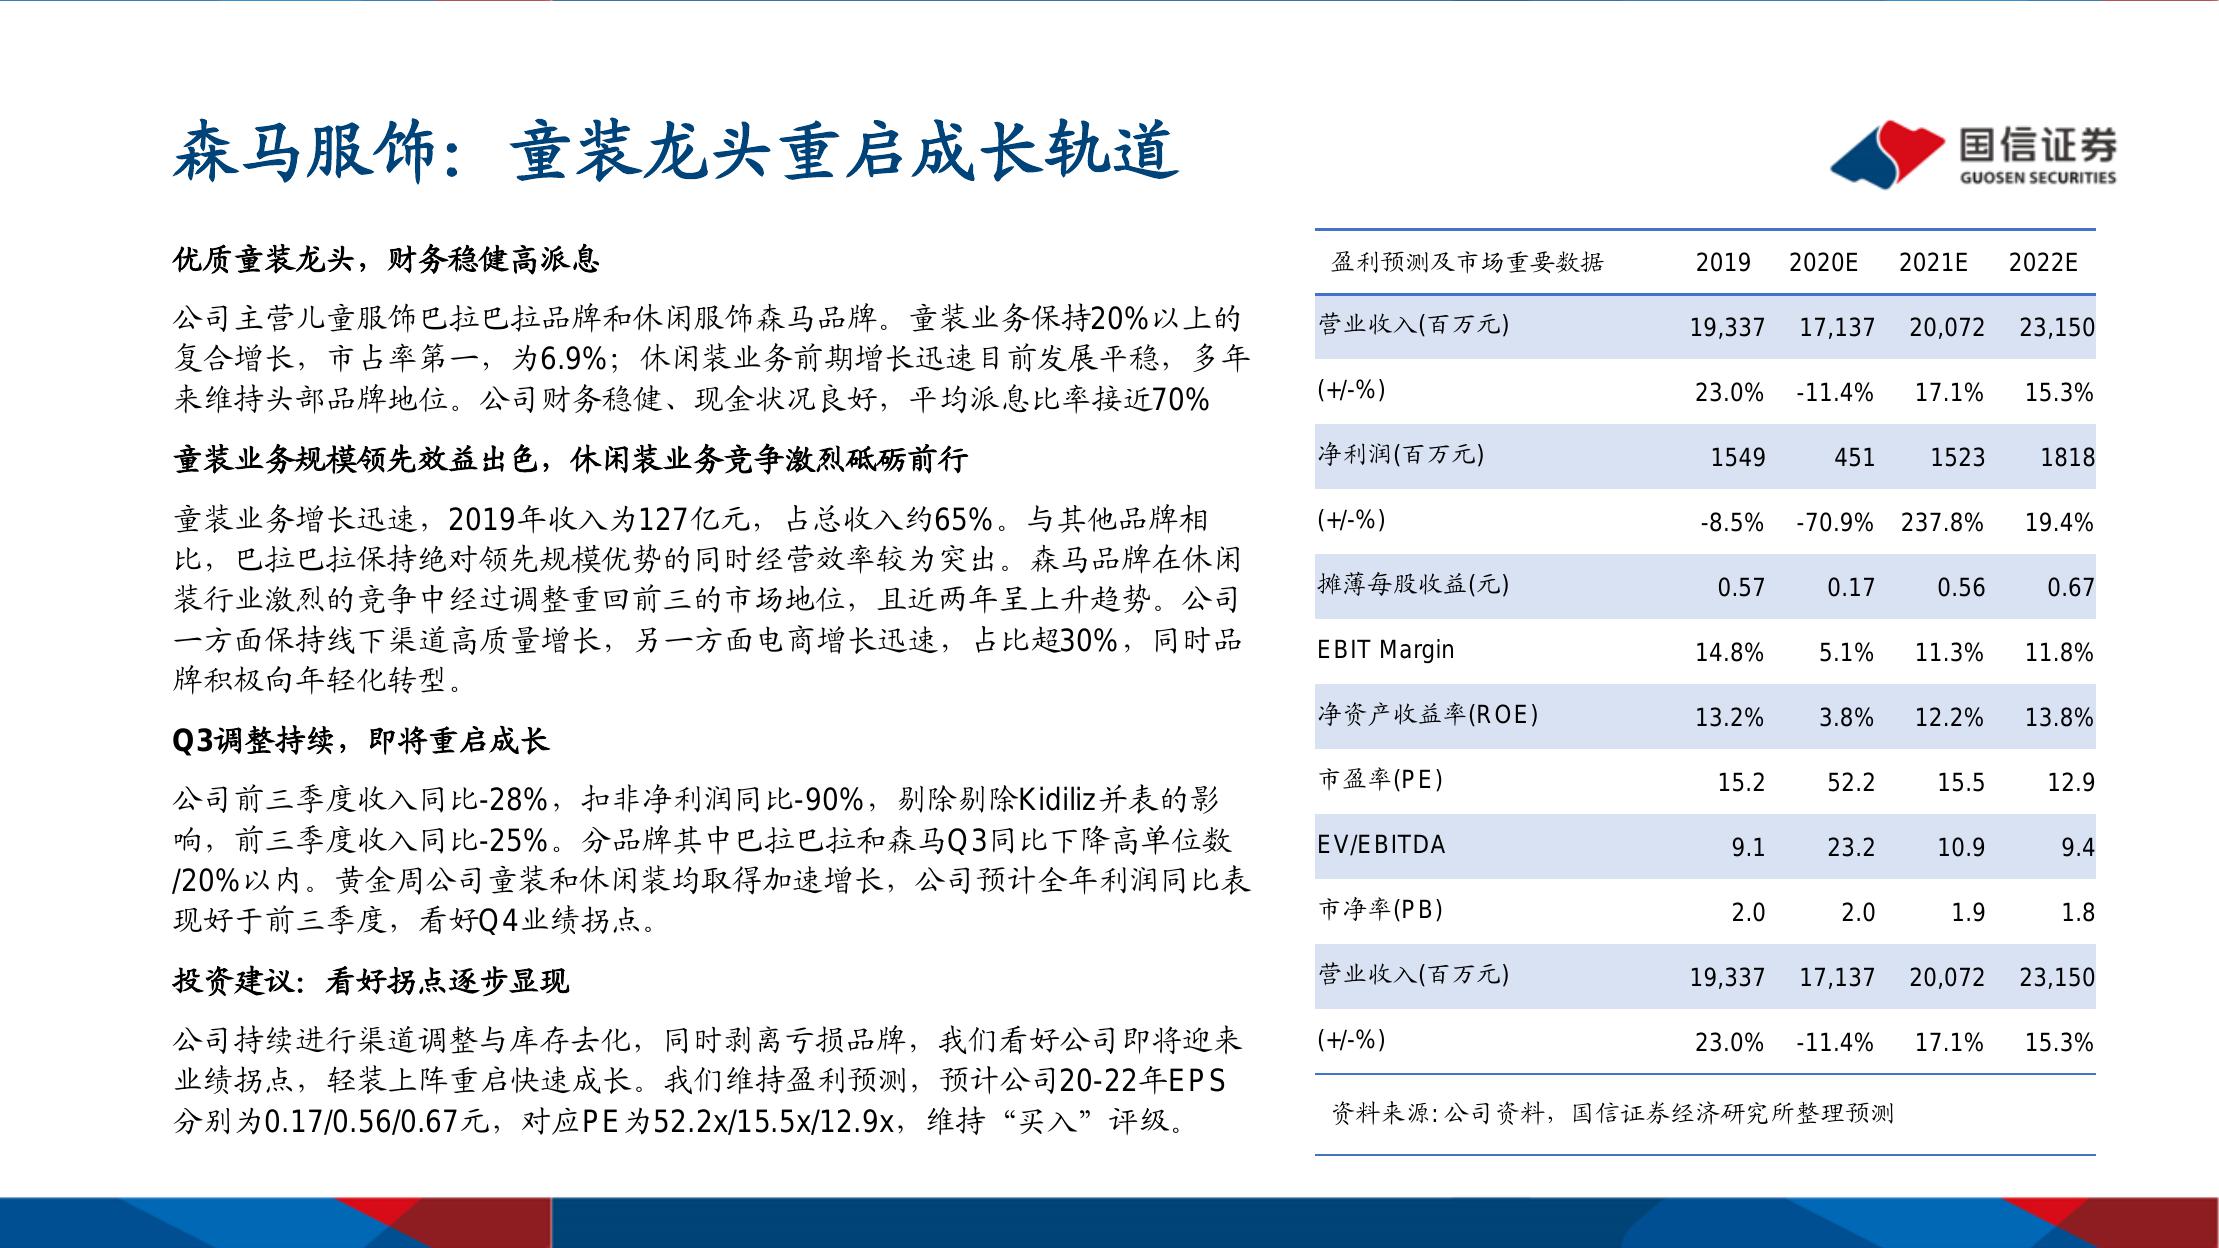 森马服饰：童装龙头重启成长轨道
国信证券
GUOSEN SECURITIES
优质童装龙头，财务稳健高派息
公司主营儿童服饰巴拉巴拉品牌和休闲服饰森马品牌。童装业务保持20%以上的
复合增长，市占率第一，为6.9%；休闲装业务前期增长迅速目前发展平稳，多年
来维持头部品牌地位。公司财务稳健、现金状况良好，平均派息比率接近70%
童装业务规模领先效益出色，休闲装业务竞争激烈砥砺前行
童装业务增长迅速，2019年收入为127亿元，占总收入约65%。与其他品牌相
比，巴拉巴拉保持绝对领先规模优势的同时经营效率较为突出。森马品牌在休闲
装行业激烈的竞争中经过调整重回前三的市场地位，且近两年呈上升趋势。公司
一方面保持线下渠道高质量增长，另一方面电商增长迅速，占比超30%，同时品
牌积极向年轻化转型。
Q3调整持续，即将重启成长
公司前三季度收入同比-28%，扣非净利润同比-90%，剔除剔除Kidiliz并表的影
响，前三季度收入同比-25%。分品牌其中巴拉巴拉和森马Q3同比下降高单位数
/20%以内。黄金周公司童装和休闲装均取得加速增长，公司预计全年利润同比表
现好于前三季度，看好Q4业绩拐点。
投资建议：看好拐点逐步显现
公司持续进行渠道调整与库存去化，同时剥离亏损品牌，我们看好公司即将迎来
业绩拐点，轻装上阵重启快速成长。我们维持盈利预测，预计公司20-22年EPS
分别为0.17/0.56/0.67元，对应PE为52.2x/15.5x/12.9x，维持“买入”评级。
盈利预测及市场重要数据 2019 2020E 2021E 2022E
营业收入(百万元) 19,337 17,137 20,072 23,150
(+/-%) 23.0% -11.4% 17.1% 15.3%
净利润(百万元) 1549 451 1523 1818
(+/-%) -8.5% -70.9% 237.8% 19.4%
摊薄每股收益(元) 0.57 0.17 0.56 0.67
EBIT Margin 14.8% 5.1% 11.3% 11.8%
净资产收益率(ROE) 13.2% 3.8% 12.2% 13.8%
市盈率(PE) 15.2 52.2 15.5 12.9
EV/EBITDA 9.1 23.2 10.9 9.4
市净率(PB) 2.0 2.0 1.9 1.8
营业收入(百万元) 19,337 17,137 20,072 23,150
(+/-%) 23.0% -11.4% 17.1% 15.3%
资料来源：公司资料，国信证券经济研究所整理预测